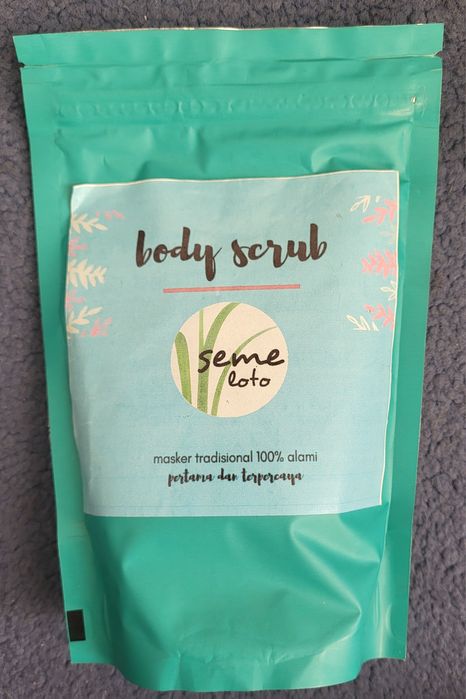 body scrub
seme
loto
masker tradisional 100% alami
pertama dan terpercaya